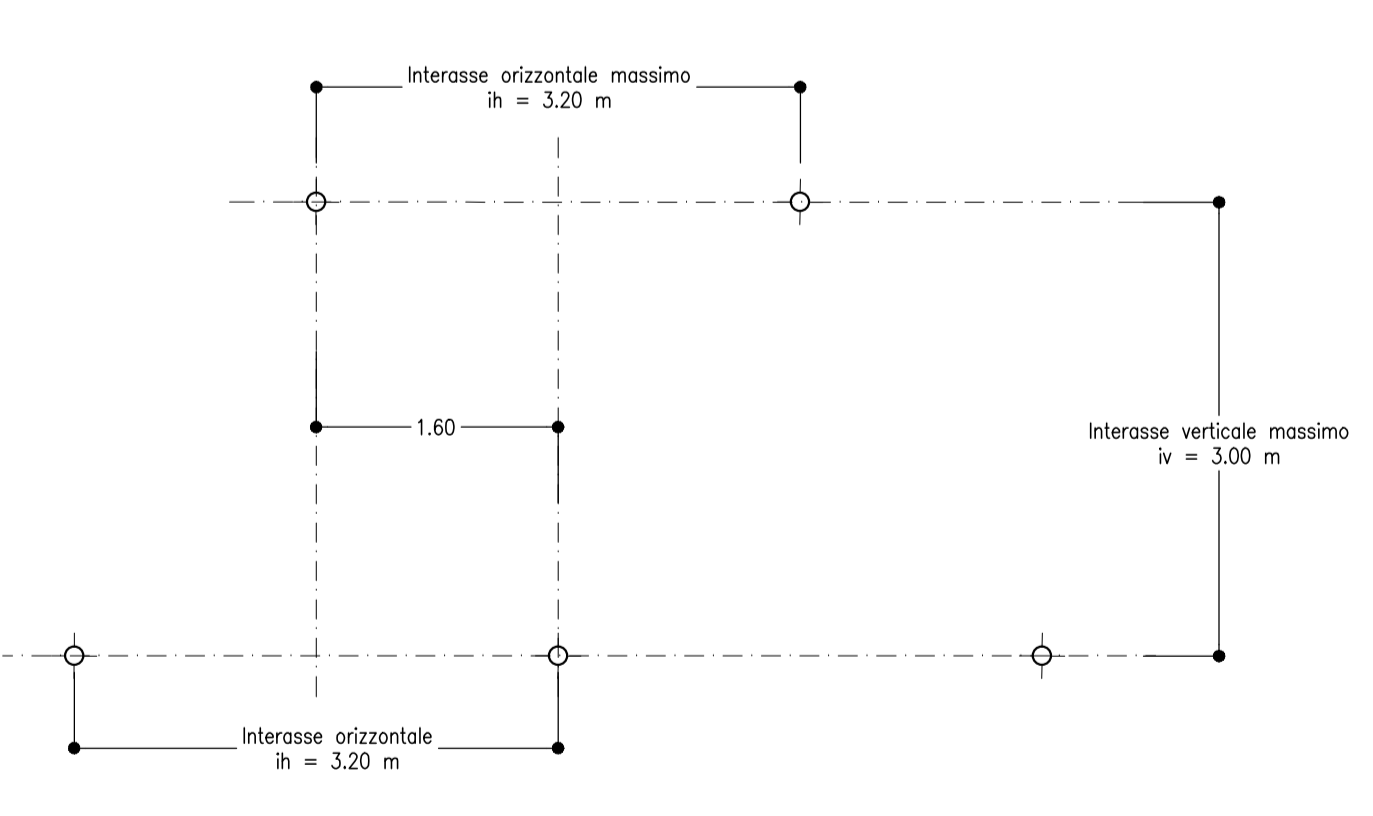 Interasse orizzontale massimo
ih = 3.20 m
1.60
Interasse verticale massimo
iv = 3.00 m
Interasse orizzontale
ih = 3.20 m